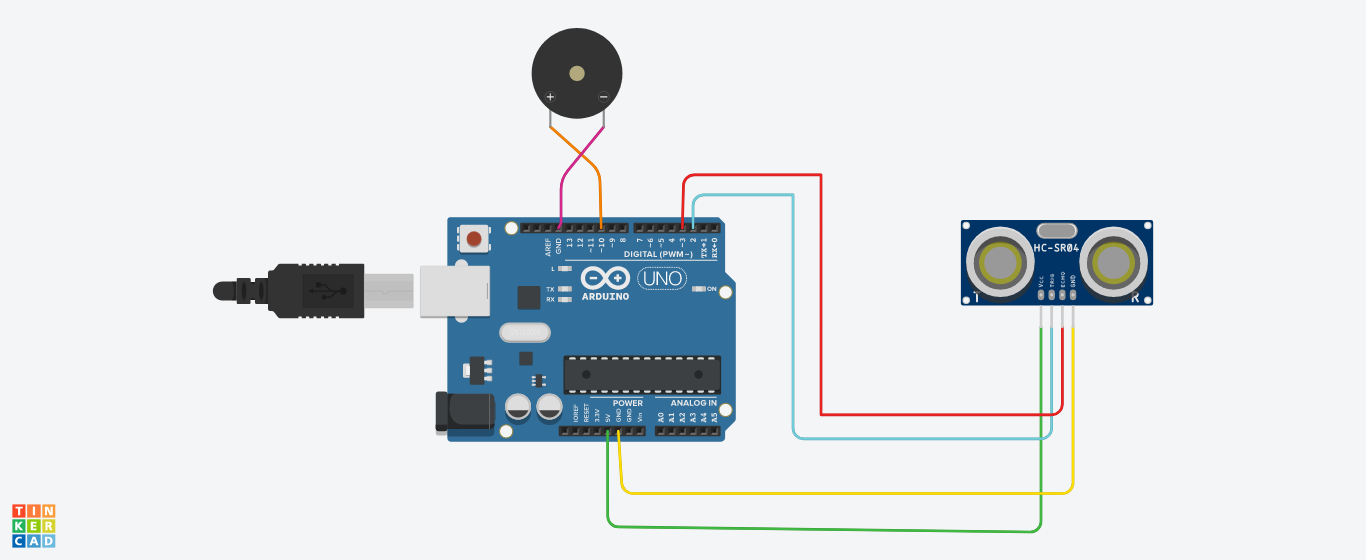 + −
AREF
GND
13
12
~11
~10
~9
8
7
~6
~5
4
~3
2
TX→1
RX←0
DIGITAL (PWM~)
L
TX
RX
ARDUINO
UNO
ON
HC-SR04
VCC
TRIG
ECHO
GND
T
R
POWER
ANALOG IN
IOREF
RESET
3.3V
5V
GND
GND
Vin
A0
A1
A2
A3
A4
A5
TIN
KER
CAD